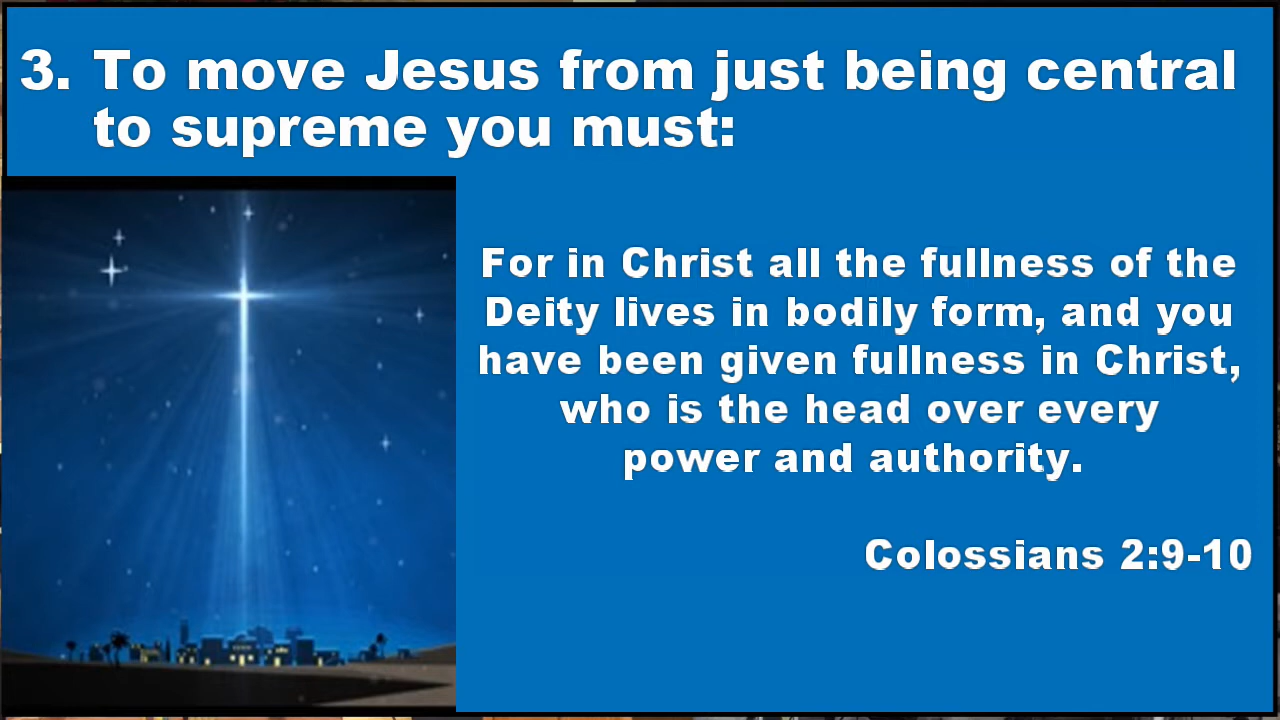 3. To move Jesus from just being central
to supreme you must:
For in Christ all the fullness of the
Deity lives in bodily form, and you
have been given fullness in Christ,
who is the head over every
power and authority.
Colossians 2:9-10